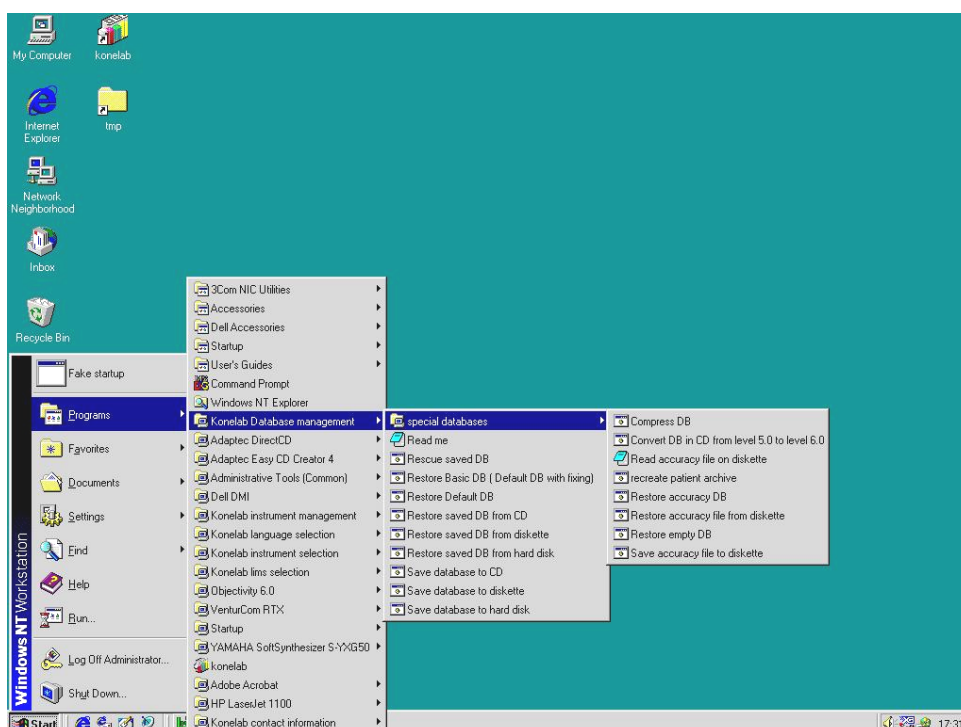 My Computer
konelab
Internet
Explorer
tmp
Network
Neighborhood
Inbox
Recycle Bin
Fake startup
Programs
Favorites
Documents
Settings
Find
Help
Run...
Log Off Administrator...
Shut Down...
Windows NT Workstation
3Com NIC Utilities
Accessories
Dell Accessories
Startup
User's Guides
Command Prompt
Windows NT Explorer
Konelab Database management
Adaptec DirectCD
Adaptec Easy CD Creator 4
Administrative Tools (Common)
Dell DMI
Konelab instrument management
Konelab language selection
Konelab instrument selection
Konelab lims selection
Objectivity 6.0
VenturCom RTX
Startup
YAMAHA SoftSynthesizer S-YXG50
konelab
Adobe Acrobat
HP LaserJet 1100
Konelab contact information
special databases
Read me
Rescue saved DB
Restore Basic DB ( Default DB with fixing)
Restore Default DB
Restore saved DB from CD
Restore saved DB from diskette
Restore saved DB from hard disk
Save database to CD
Save database to diskette
Save database to hard disk
Compress DB
Convert DB in CD from level 5.0 to level 6.0
Read accuracy file on diskette
recreate patient archive
Restore accuracy DB
Restore accuracy file from diskette
Restore empty DB
Save accuracy file to diskette
Start